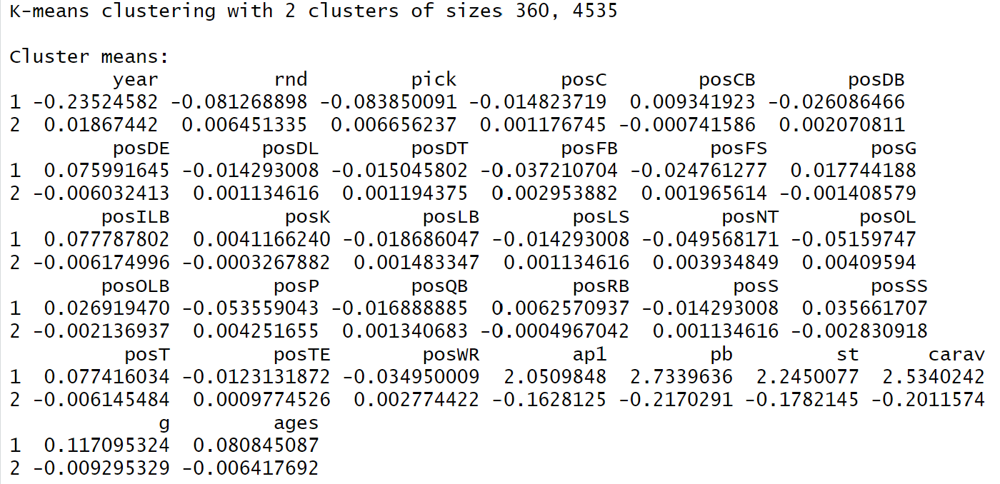 K-means clustering with 2 clusters of sizes 360, 4535
Cluster means:
year rnd pick posC posCB posDB
1 -0.23524582 -0.081268898 -0.083850091 -0.014823719 0.009341923 -0.026086466
2 0.01867442 0.006451335 0.006656237 0.001176745 -0.000741586 0.002070811
posDE posDL posDT posFB posFS posG
1 0.075991645 -0.014293008 -0.015045802 -0.037210704 -0.024761277 0.017744188
2 -0.006032413 0.001134616 0.001194375 0.002953882 0.001965614 -0.001408579
posILB posK posLB posLS posNT posOL
1 0.077787802 0.0041166240 -0.018686047 -0.014293008 -0.049568171 -0.05159747
2 -0.006174996 -0.0003267882 0.001483347 0.001134616 0.003934849 0.00409594
posOLB posP posQB posRB posS posSS
1 0.026919470 -0.053559043 -0.016888885 0.0062570937 -0.014293008 0.035661707
2 -0.002136937 0.004251655 0.001340683 -0.0004967042 0.001134616 -0.002830918
posT posTE posWR ap1 pb st carav
1 0.077416034 -0.0123131872 -0.034950009 2.0509848 2.7339636 2.2450077 2.5340242
2 -0.006145484 0.0009774526 0.002774422 -0.1628125 -0.2170291 -0.1782145 -0.2011574
g ages
1 0.117095324 0.080845087
2 -0.009295329 -0.006417692